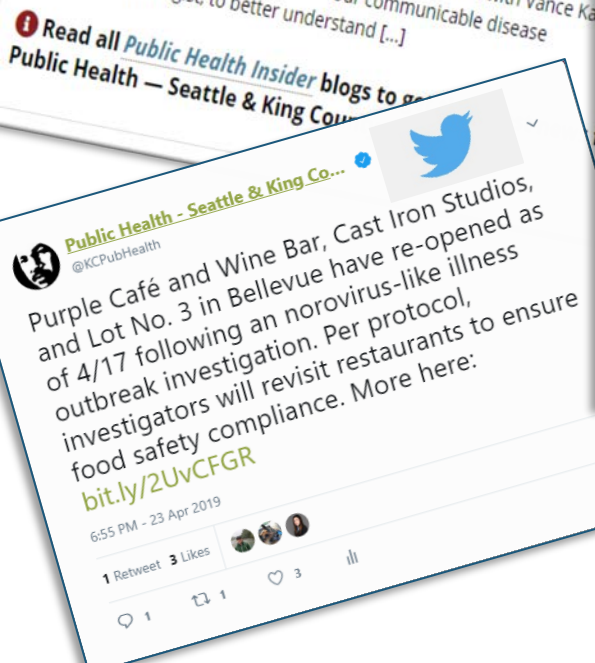 to better understand [...]
communicable disease
Read all Public Health Insider blogs to
Public Health — Seattle & King
Public Health - Seattle & King Co...
@KCPubHealth
Purple Café and Wine Bar, Cast Iron Studios,
and Lot No. 3 in Bellevue have re-opened as
of 4/17 following an norovirus-like illness
outbreak investigation. Per protocol,
investigators will revisit restaurants to ensure
food safety compliance. More here:
bit.ly/2UvCFGR
6:55 PM - 23 Apr 2019
1 Retweet 3 Likes
1 1 3